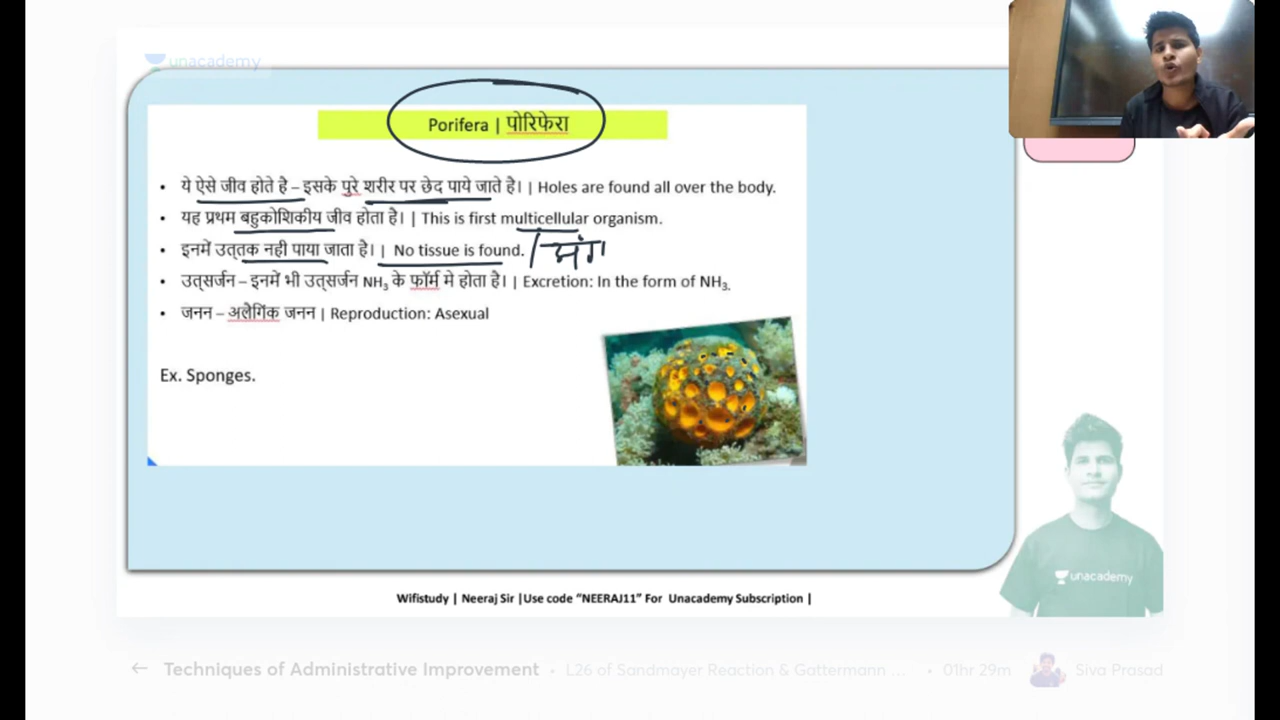 unacademy
Porifera | पोरिफेरा
• ये ऐसे जीव होते है – इसके पुरे शरीर पर छेद पाये जाते है। | Holes are found all over the body.
• यह प्रथम बहुकोशिकीय जीव होता है। | This is first multicellular organism.
• इनमें उत्तक नही पाया जाता है। | No tissue is found. /
• उत्सर्जन – इनमें भी उत्सर्जन NH₃ के फॉर्म मे होता है। | Excretion: In the form of NH₃.
• जनन – अलैगिंक जनन | Reproduction: Asexual
Ex. Sponges.
unacademy
Wifistudy | Neeraj Sir |Use code “NEERAJ11” For Unacademy Subscription |
← Techniques of Administrative Improvement • L26 of Sandmayer Reaction & Gattermann ... • 01hr 29m Siva Prasad